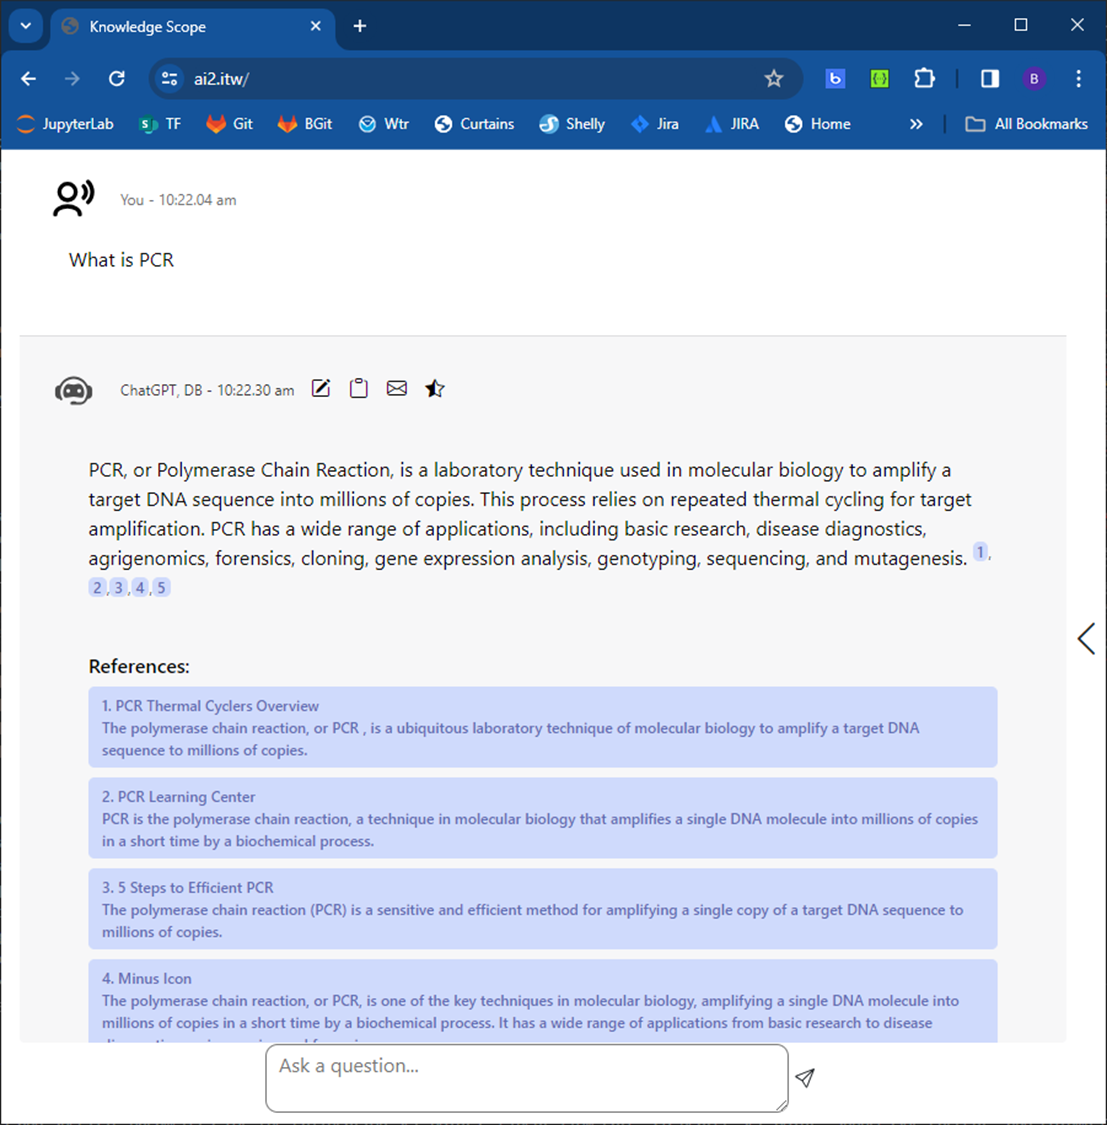 Knowledge Scope
ai2.itw/
B
JupyterLab TF Git BGit Wtr Curtains Shelly Jira JIRA Home All Bookmarks
You - 10:22.04 am
What is PCR
ChatGPT, DB - 10:22.30 am
PCR, or Polymerase Chain Reaction, is a laboratory technique used in molecular biology to amplify a
target DNA sequence into millions of copies. This process relies on repeated thermal cycling for target
amplification. PCR has a wide range of applications, including basic research, disease diagnostics,
agrigenomics, forensics, cloning, gene expression analysis, genotyping, sequencing, and mutagenesis. 1,
2,3,4,5
References:
1. PCR Thermal Cyclers Overview
The polymerase chain reaction, or PCR , is a ubiquitous laboratory technique of molecular biology to amplify a target DNA
sequence to millions of copies.
2. PCR Learning Center
PCR is the polymerase chain reaction, a technique in molecular biology that amplifies a single DNA molecule into millions of copies
in a short time by a biochemical process.
3. 5 Steps to Efficient PCR
The polymerase chain reaction (PCR) is a sensitive and efficient method for amplifying a single copy of a target DNA sequence to
millions of copies.
4. Minus Icon
The polymerase chain reaction, or PCR, is one of the key techniques in molecular biology, amplifying a single DNA molecule into
millions of copies in a short time by a biochemical process. It has a wide range of applications from basic research to disease
Ask a question...